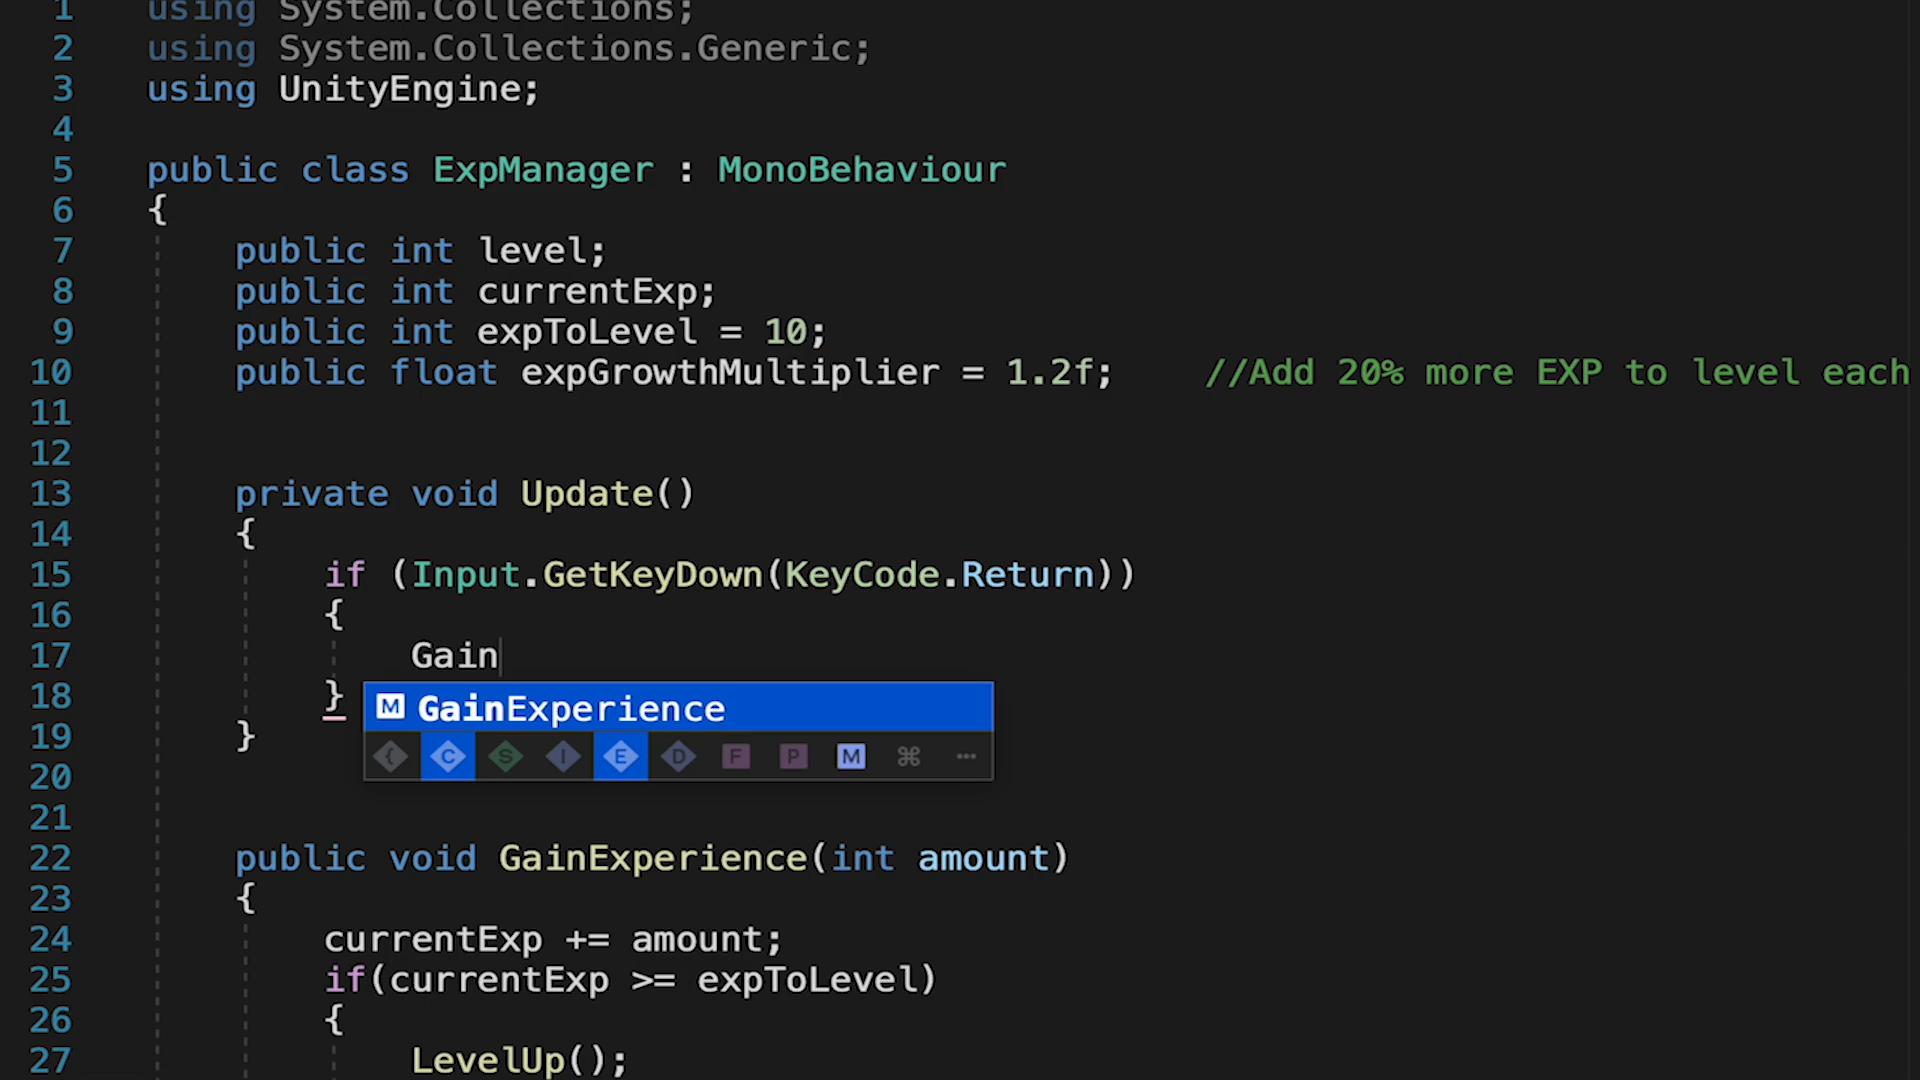 1 using System.Collections;
2 using System.Collections.Generic;
3 using UnityEngine;
4
5 public class ExpManager : MonoBehaviour
6 {
7 public int level;
8 public int currentExp;
9 public int expToLevel = 10;
10 public float expGrowthMultiplier = 1.2f; //Add 20% more EXP to level each
11
12
13 private void Update()
14 {
15 if (Input.GetKeyDown(KeyCode.Return))
16 {
17 Gain
18 }
M GainExperience
{ C S I E D F P M ⌘ ···
19 }
20
21
22 public void GainExperience(int amount)
23 {
24 currentExp += amount;
25 if(currentExp >= expToLevel)
26 {
27 LevelUp();